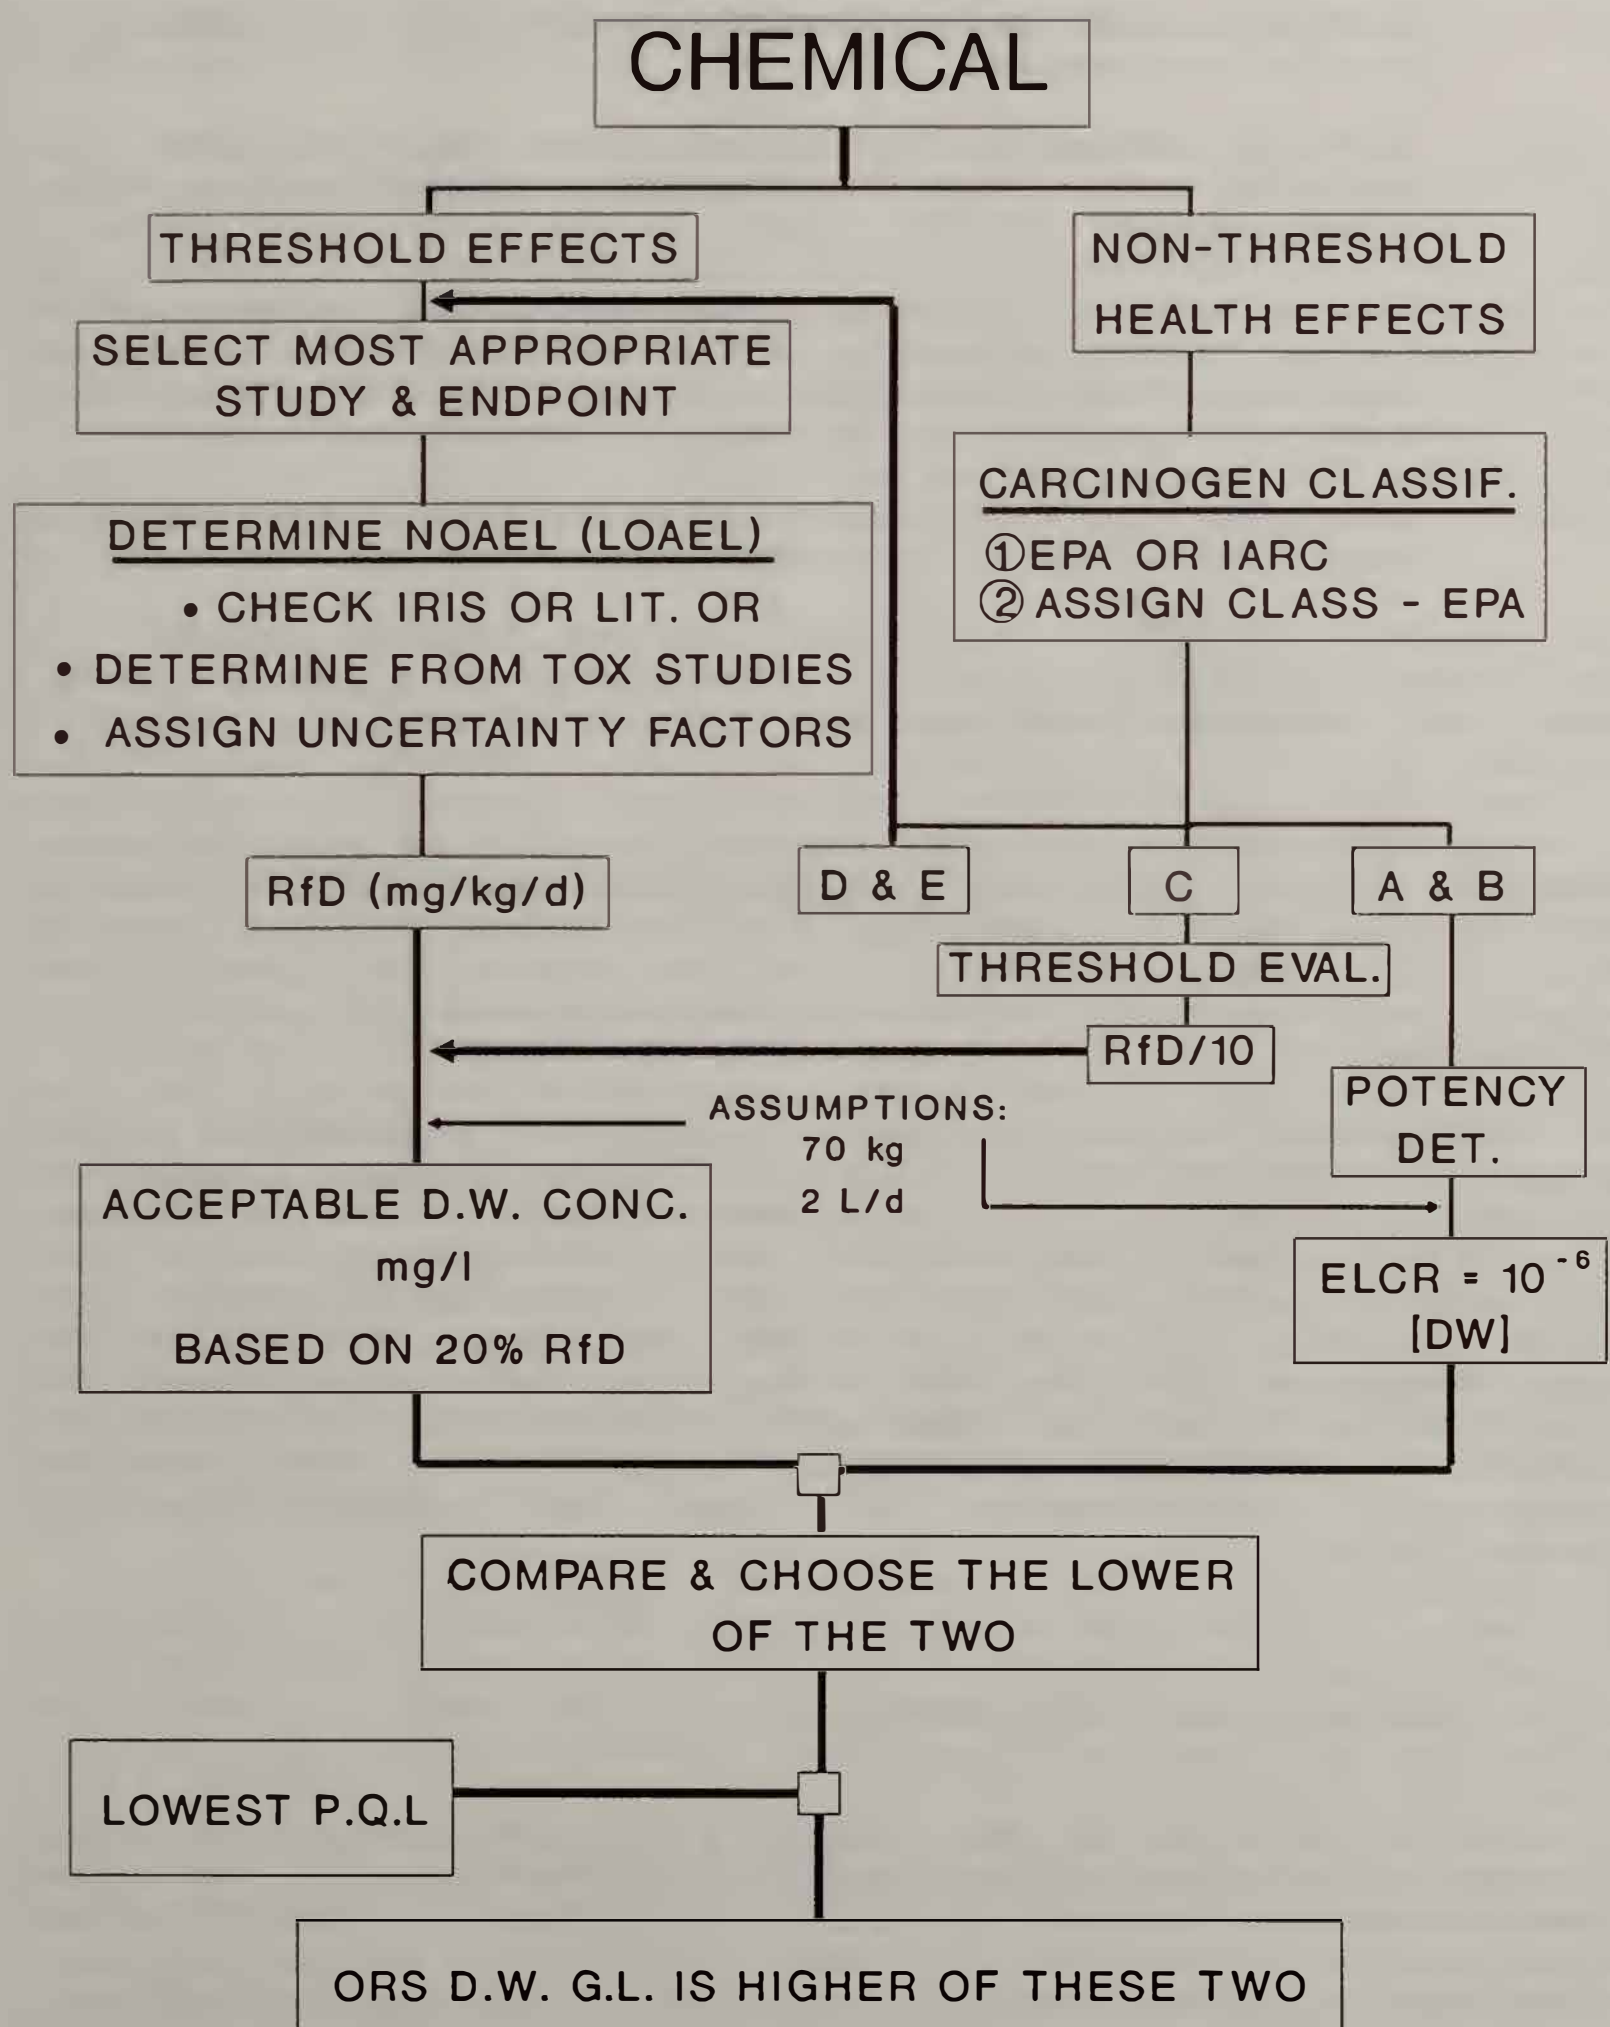 CHEMICAL
THRESHOLD EFFECTS
SELECT MOST APPROPRIATE
STUDY & ENDPOINT
DETERMINE NOAEL (LOAEL)
• CHECK IRIS OR LIT. OR
• DETERMINE FROM TOX STUDIES
• ASSIGN UNCERTAINTY FACTORS
RfD (mg/kg/d)
NON-THRESHOLD
HEALTH EFFECTS
CARCINOGEN CLASSIF.
① EPA OR IARC
② ASSIGN CLASS - EPA
D & E
C
A & B
THRESHOLD EVAL.
RfD/10
POTENCY
DET.
ASSUMPTIONS:
70 kg
2 L/d
ACCEPTABLE D.W. CONC.
mg/l
BASED ON 20% RfD
ELCR = 10⁻⁶
[DW]
COMPARE & CHOOSE THE LOWER
OF THE TWO
LOWEST P.Q.L
ORS D.W. G.L. IS HIGHER OF THESE TWO